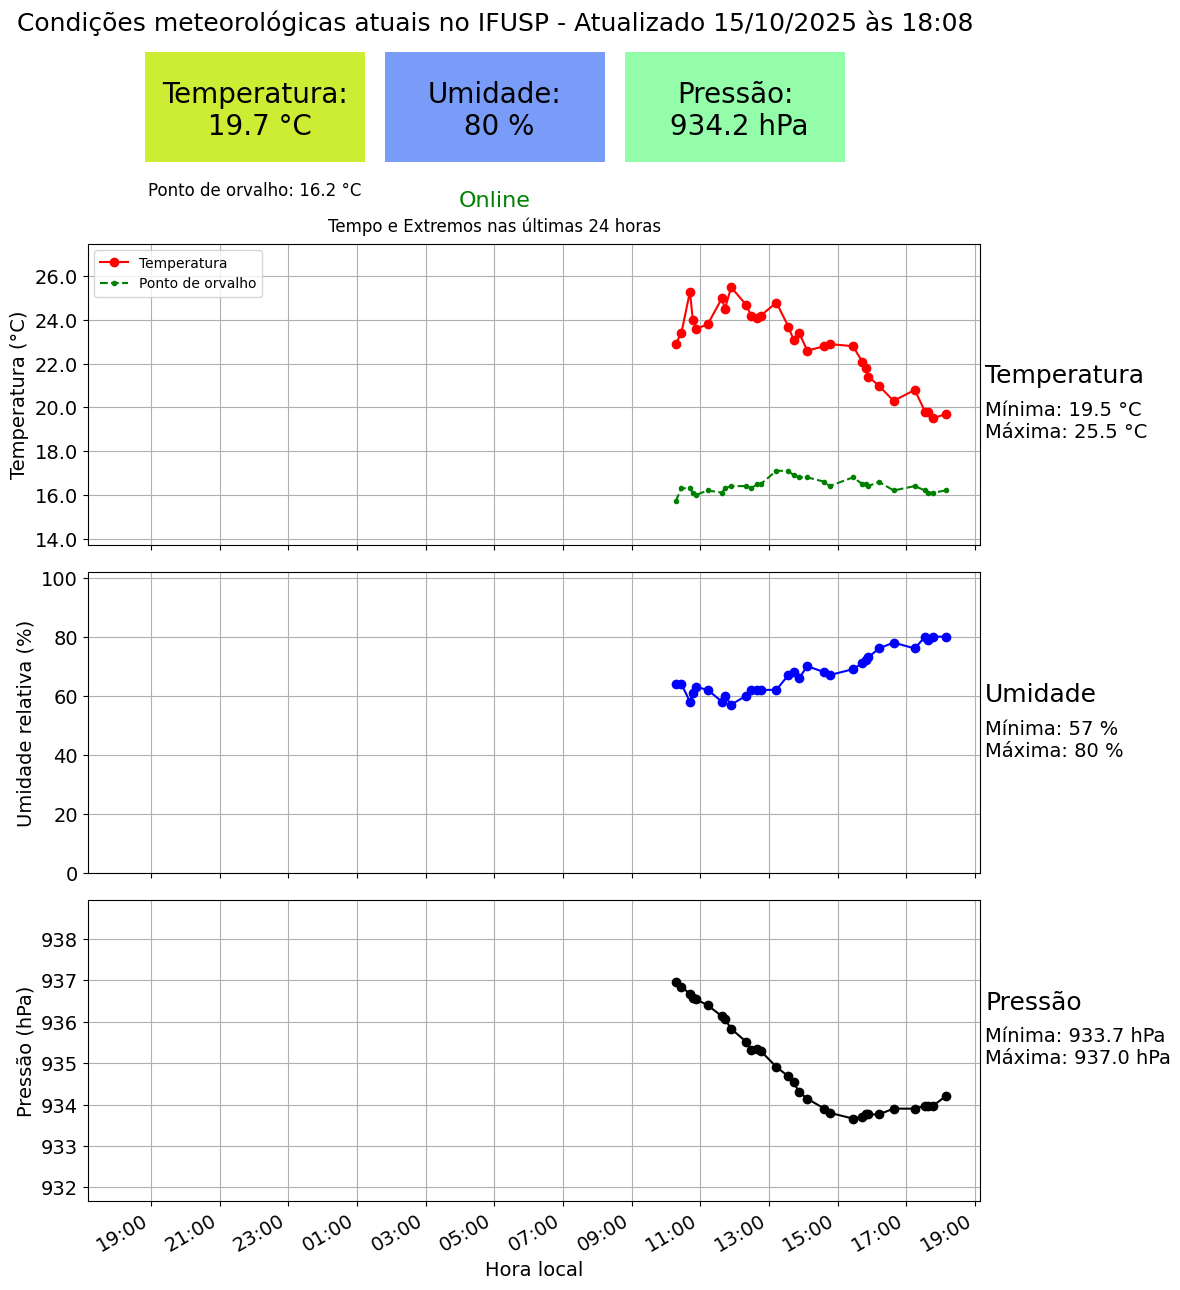 Condições meteorológicas atuais no IFUSP - Atualizado 15/10/2025 às 18:08
Temperatura:
19.7 °C
Umidade:
80 %
Pressão:
934.2 hPa
Ponto de orvalho: 16.2 °C
Online
Tempo e Extremos nas últimas 24 horas
Temperatura
Ponto de orvalho
Temperatura (°C)
26.0
24.0
22.0
20.0
18.0
16.0
14.0
Temperatura
Mínima: 19.5 °C
Máxima: 25.5 °C
Umidade relativa (%)
100
80
60
40
20
0
Umidade
Mínima: 57 %
Máxima: 80 %
Pressão (hPa)
938
937
936
935
934
933
932
Pressão
Mínima: 933.7 hPa
Máxima: 937.0 hPa
19:00
21:00
23:00
01:00
03:00
05:00
07:00
09:00
11:00
13:00
15:00
17:00
19:00
Hora local